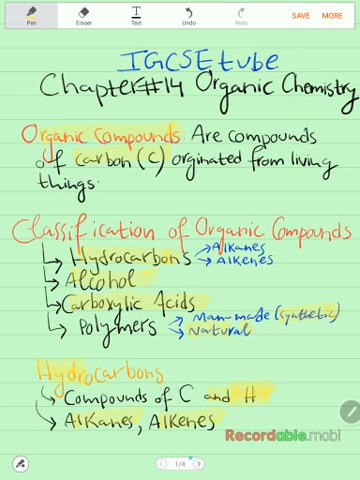 Pen Eraser Text Undo Redo SAVE MORE
IGCSEtube
Chapter#14 Organic Chemistry
Organic Compounds: Are compounds
of carbon (C) orginated from living
things.
Classification of Organic Compounds
Hydrocarbons → Alkanes
→ Alkenes
Alcohol
Carboxylic Acids
Polymers → Man-made (synthetic)
→ Natural
Hydrocarbons
Compounds of C and H
Alkanes, Alkenes
Recordable.mobi
1/4